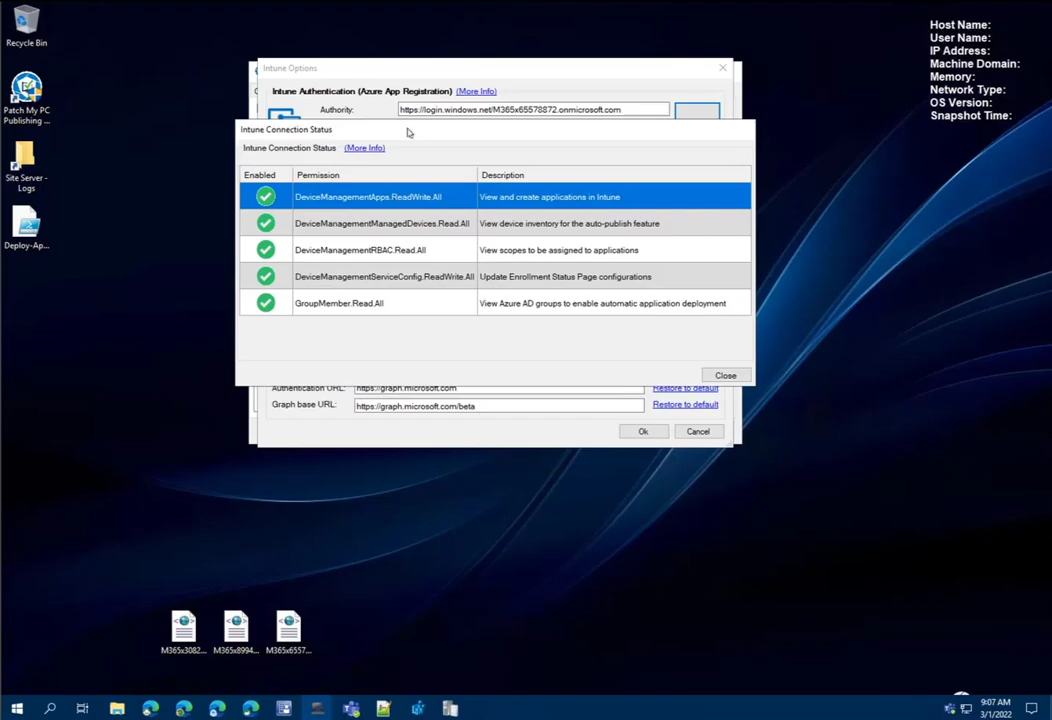 Recycle Bin
Patch My PC
Publishing ...
Site Server -
Logs
Deploy-Ap...
Host Name:
User Name:
IP Address:
Machine Domain:
Memory:
Network Type:
OS Version:
Snapshot Time:
Intune Options
Intune Authentication (Azure App Registration) (More Info)
Authority: https://login.windows.net/M365x65578872.onmicrosoft.com
Intune Connection Status
Intune Connection Status (More Info)
Enabled Permission Description
DeviceManagementApps.ReadWrite.All View and create applications in Intune
DeviceManagementManagedDevices.Read.All View device inventory for the auto-publish feature
DeviceManagementRBAC.Read.All View scopes to be assigned to applications
DeviceManagementServiceConfig.ReadWrite.All Update Enrollment Status Page configurations
GroupMember.Read.All View Azure AD groups to enable automatic application deployment
Close
Authentication URL: https://graph.microsoft.com Restore to default
Graph base URL: https://graph.microsoft.com/beta Restore to default
Ok Cancel
M365x3082... M365x8994... M365x6557...
9:07 AM
3/1/2022